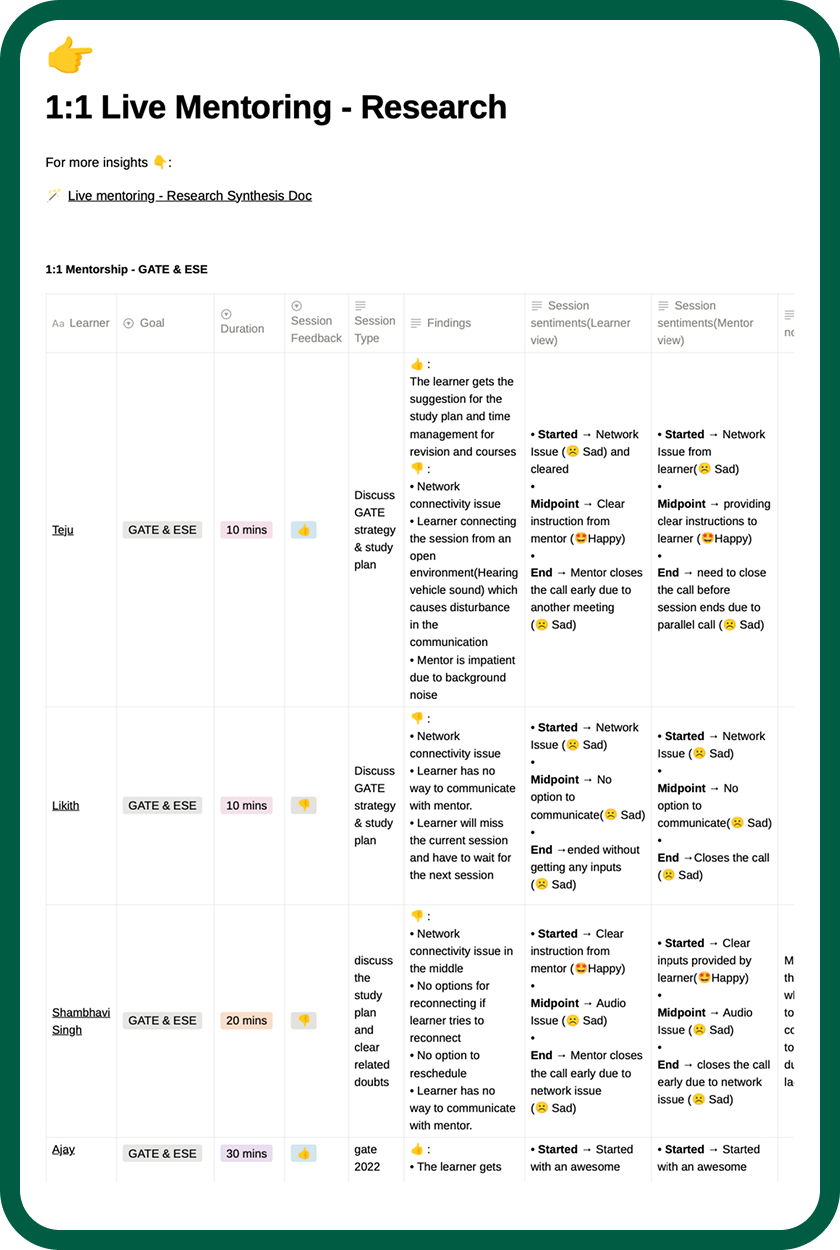 👉
1:1 Live Mentoring - Research
For more insights 👇:
🪄 Live mentoring - Research Synthesis Doc
1:1 Mentorship - GATE & ESE
Aa Learner
Goal
Duration
Session
Feedback
Session
Type
Findings
Session
sentiments(Learner
view)
Session
sentiments(Mentor
view)
Teju
GATE & ESE
10 mins
👍
Discuss
GATE
strategy
& study
plan
👍 :
The learner gets the
suggestion for the
study plan and time
management for
revision and courses
👎 :
• Network
connectivity issue
• Learner connecting
the session from an
open
environment(Hearing
vehicle sound) which
causes disturbance
in the
communication
• Mentor is impatient
due to background
noise
• Started → Network
Issue (☹️ Sad) and
cleared
•
Midpoint → Clear
instruction from
mentor (🤩Happy)
•
End → Mentor closes
the call early due to
another meeting
(☹️ Sad)
• Started → Network
Issue from
learner(☹️ Sad)
•
Midpoint → providing
clear instructions to
learner (🤩Happy)
•
End → need to close
the call before
session ends due to
parallel call (☹️ Sad)
Likith
GATE & ESE
10 mins
👎
Discuss
GATE
strategy
& study
plan
👎 :
• Network
connectivity issue
• Learner has no
way to communicate
with mentor.
• Learner will miss
the current session
and have to wait for
the next session
• Started → Network
Issue (☹️ Sad)
•
Midpoint → No
option to
communicate(☹️ Sad)
•
End →ended without
getting any inputs
(☹️ Sad)
• Started → Network
Issue (☹️ Sad)
•
Midpoint → No
option to
communicate(☹️ Sad)
•
End →Closes the call
(☹️ Sad)
Shambhavi
Singh
GATE & ESE
20 mins
👎
discuss
the
study
plan
and
clear
related
doubts
👎 :
• Network
connectivity issue in
the middle
• No options for
reconnecting if
learner tries to
reconnect
• No option to
reschedule
• Learner has no
way to communicate
with mentor.
• Started → Clear
instruction from
mentor (🤩Happy)
•
Midpoint → Audio
Issue (☹️ Sad)
•
End → Mentor closes
the call early due to
network issue
(☹️ Sad)
• Started → Clear
inputs provided by
learner(🤩Happy)
•
Midpoint → Audio
Issue (☹️ Sad)
•
End → closes the call
early due to network
issue (☹️ Sad)
Ajay
GATE & ESE
30 mins
👍
gate
2022
👍 :
• The learner gets
• Started → Started
with an awesome
• Started → Started
with an awesome